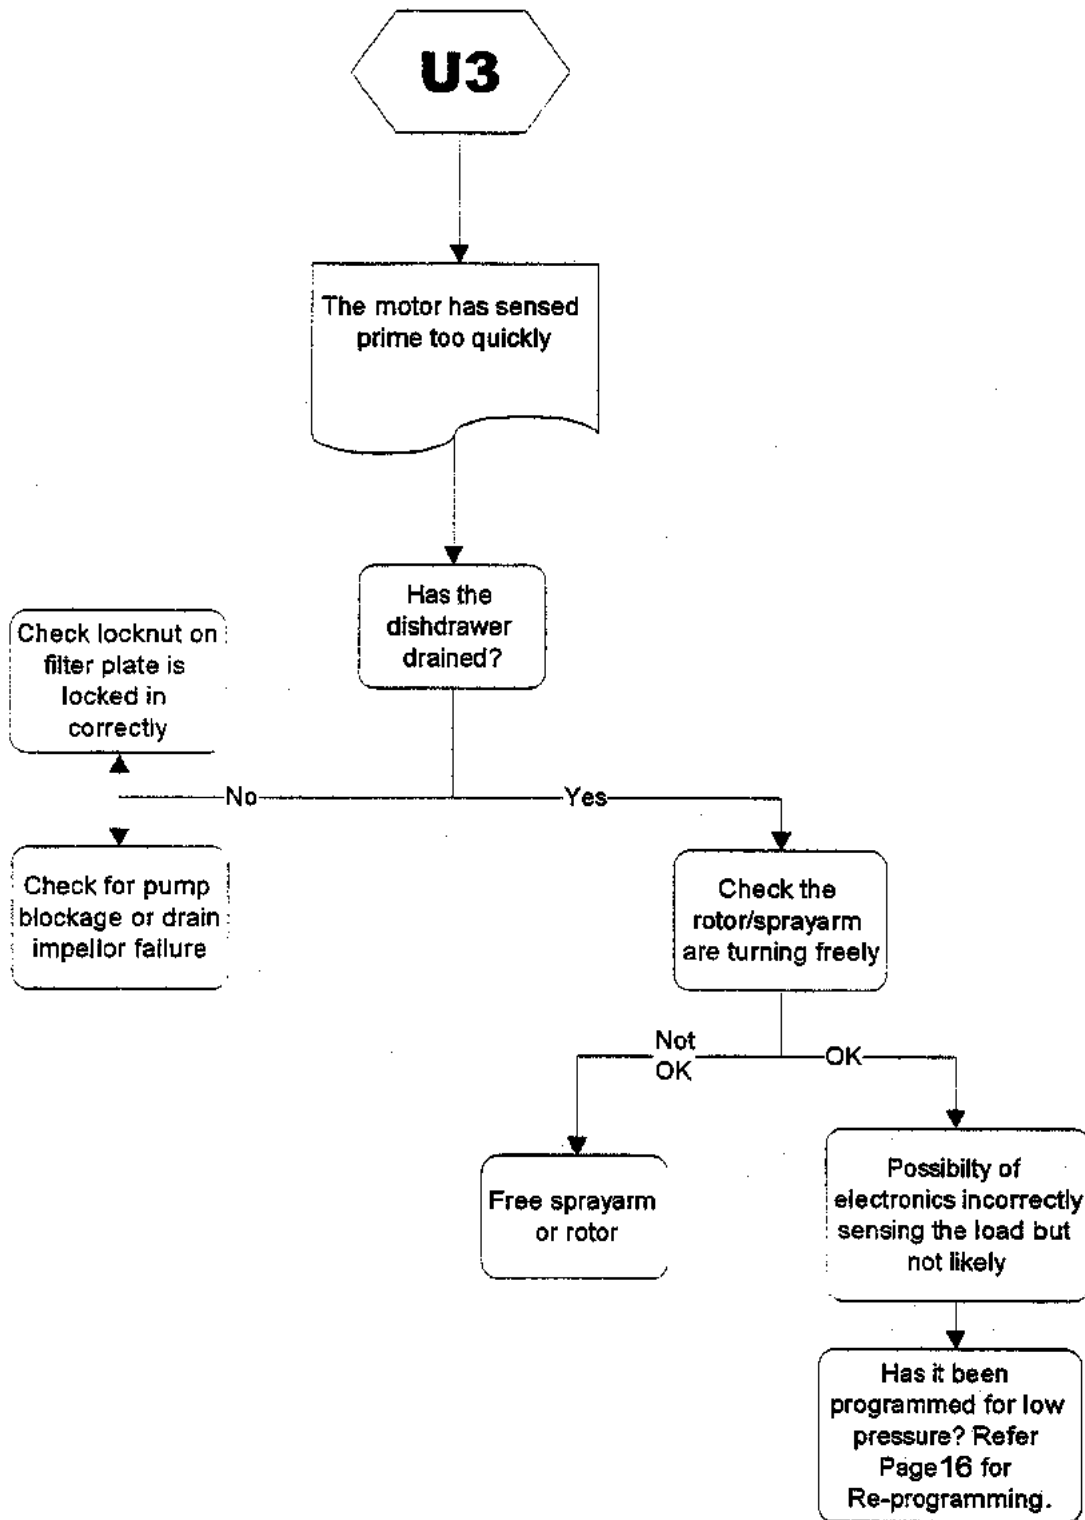 U3
The motor has sensed
prime too quickly
Has the
dishdrawer
drained?
Check locknut on
filter plate is
locked in
correctly
No
Yes
Check for pump
blockage or drain
impellor failure
Check the
rotor/sprayarm
are turning freely
Not
OK
OK
Free sprayarm
or rotor
Possibilty of
electronics incorrectly
sensing the load but
not likely
Has it been
programmed for low
pressure? Refer
Page 16 for
Re-programming.